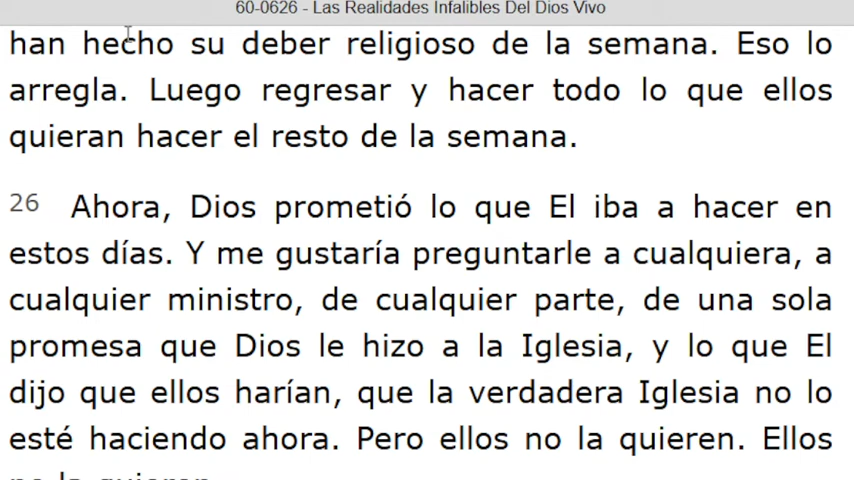 60-0626 - Las Realidades Infalibles Del Dios Vivo
han hecho su deber religioso de la semana. Eso lo
arregla. Luego regresar y hacer todo lo que ellos
quieran hacer el resto de la semana.
26 Ahora, Dios prometió lo que El iba a hacer en
estos días. Y me gustaría preguntarle a cualquiera, a
cualquier ministro, de cualquier parte, de una sola
promesa que Dios le hizo a la Iglesia, y lo que El
dijo que ellos harían, que la verdadera Iglesia no lo
esté haciendo ahora. Pero ellos no la quieren. Ellos
no la quieren